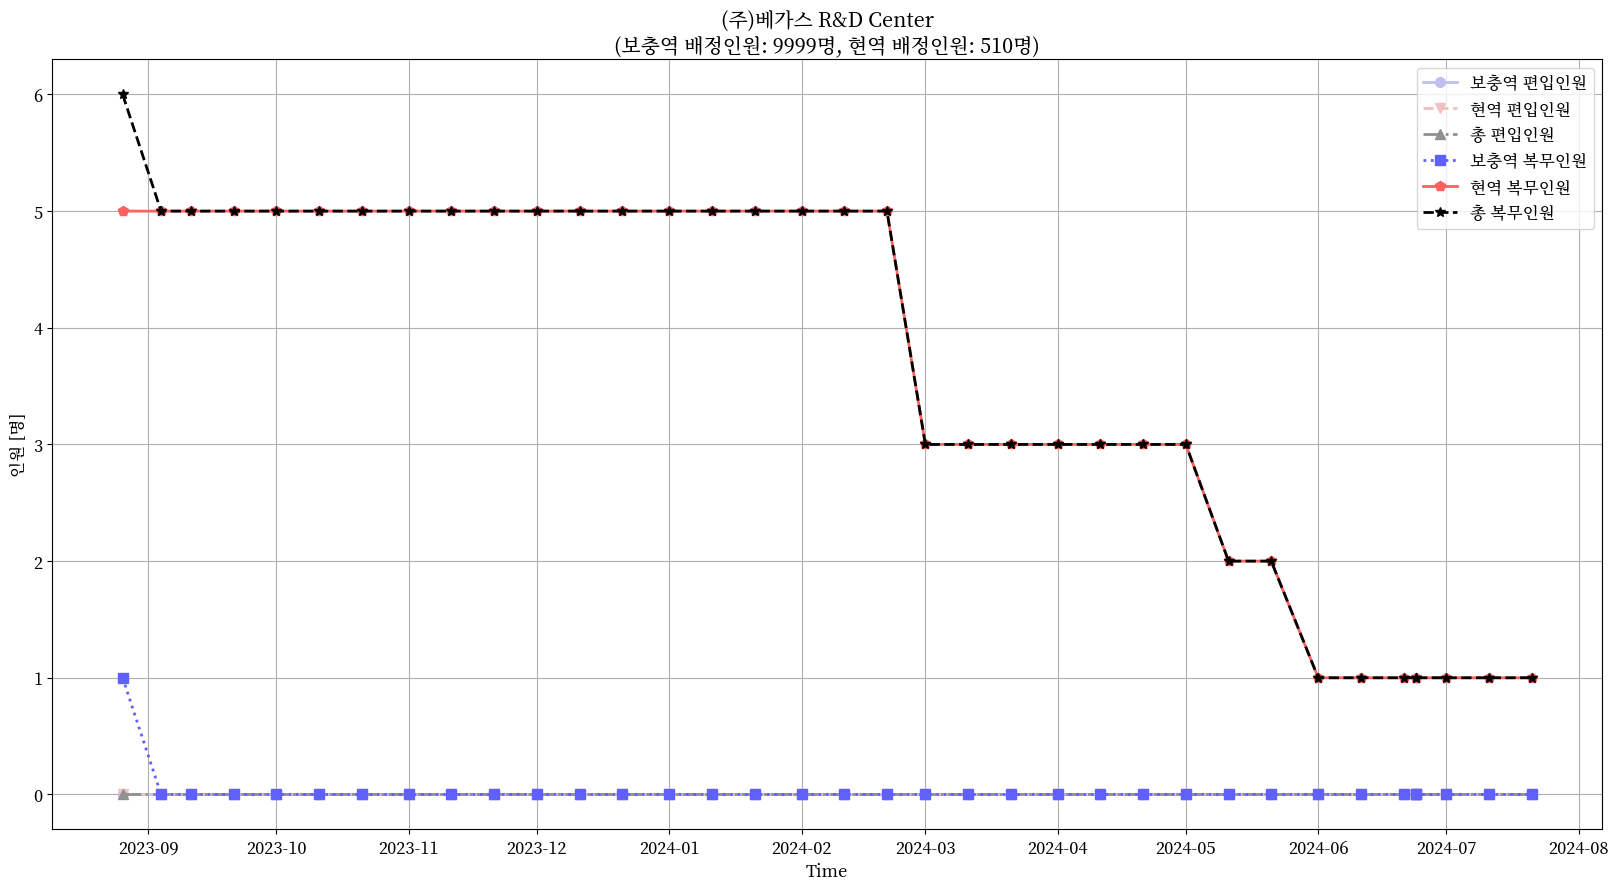 (주)베가스 R&D Center
(보충역 배정인원: 9999명, 현역 배정인원: 510명)
보충역 편입인원
현역 편입인원
총 편입인원
보충역 복무인원
현역 복무인원
총 복무인원
인원 [명]
6
5
4
3
2
1
0
2023-09
2023-10
2023-11
2023-12
2024-01
2024-02
2024-03
2024-04
2024-05
2024-06
2024-07
2024-08
Time